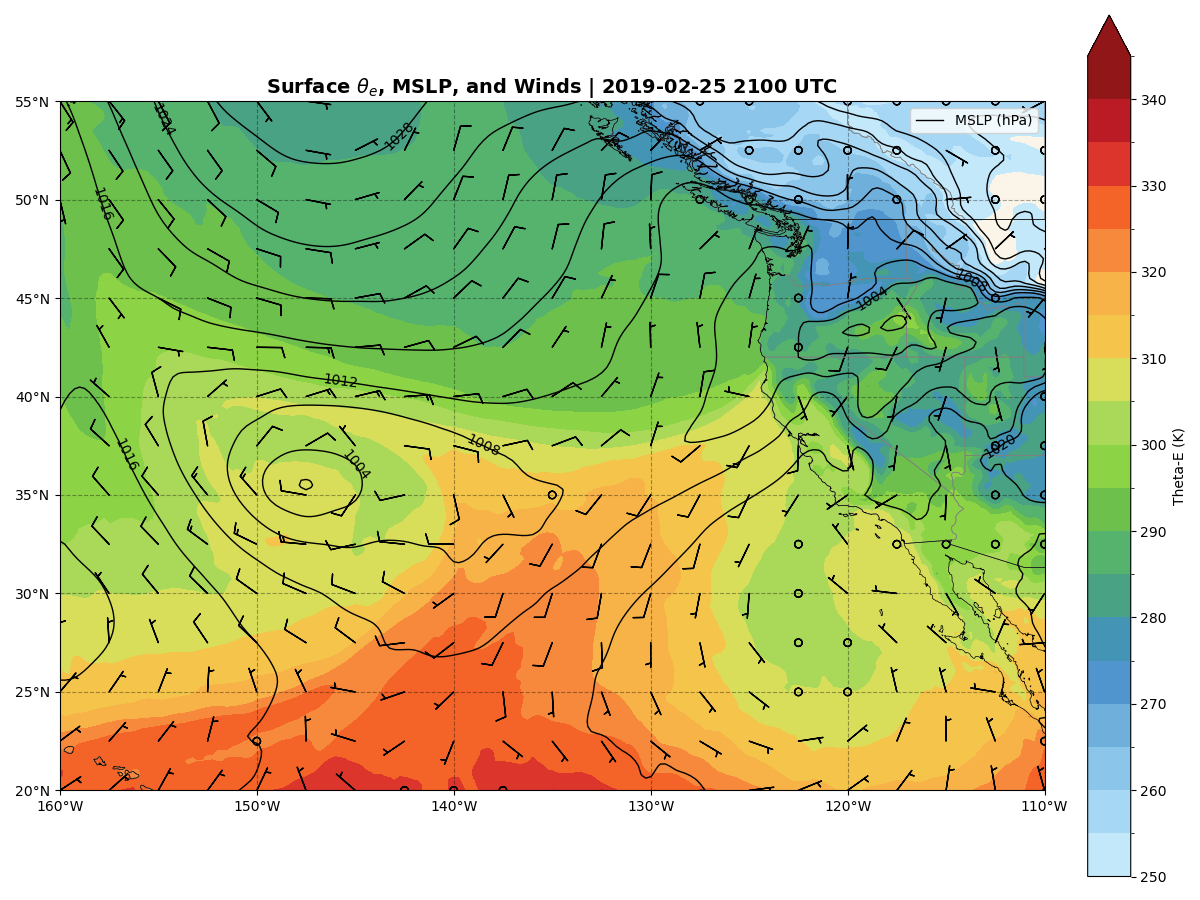 Surface θe, MSLP, and Winds | 2019-02-25 2100 UTC
MSLP (hPa)
55°N
50°N
45°N
40°N
35°N
30°N
25°N
20°N
160°W
150°W
140°W
130°W
120°W
110°W
1024
1028
1016
1012
1008
1004
1016
1004
1008
1020
340
330
320
310
300
290
280
270
260
250
Theta-E (K)